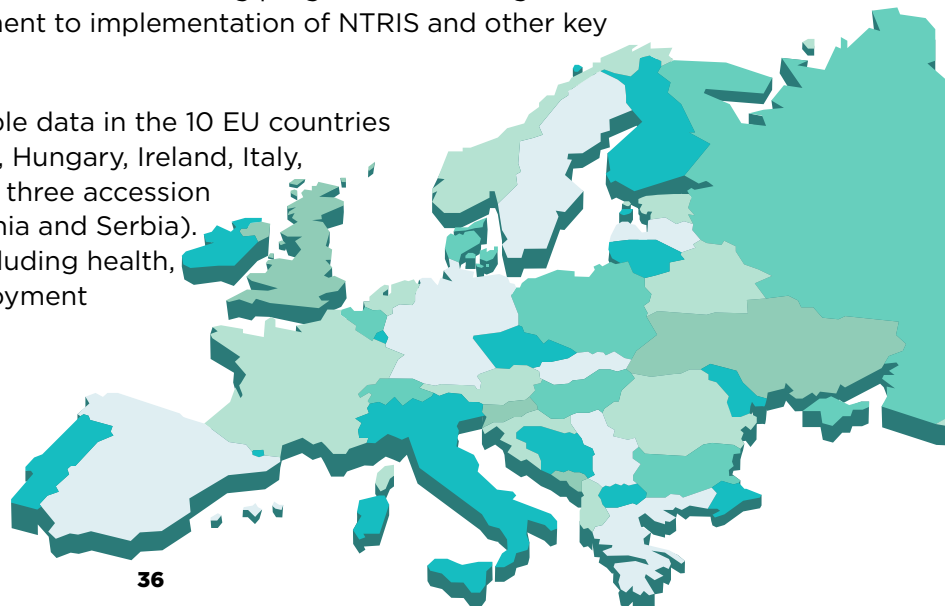 ment to implementation of NTRIS and other key
ble data in the 10 EU countries
, Hungary, Ireland, Italy,
three accession
nia and Serbia).
cluding health,
oyment
36